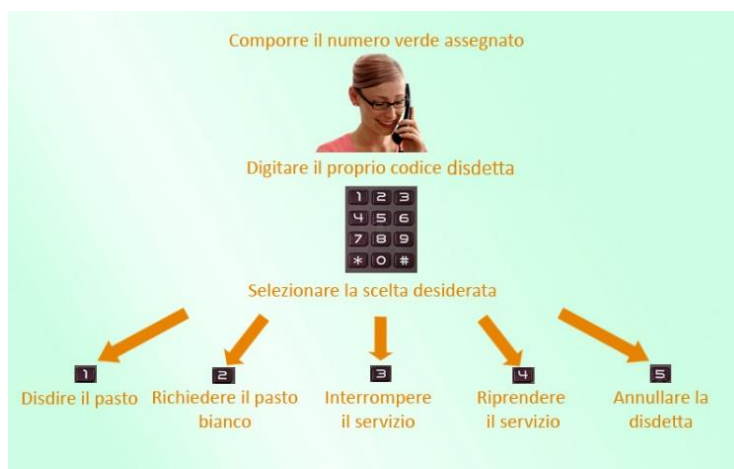 Comporre il numero verde assegnato
Digitare il proprio codice disdetta
1 2 3
4 5 6
7 8 9
* 0 #
Selezionare la scelta desiderata
1
Disdire il pasto
2
Richiedere il pasto
bianco
3
Interrompere
il servizio
4
Riprendere
il servizio
5
Annullare la
disdetta